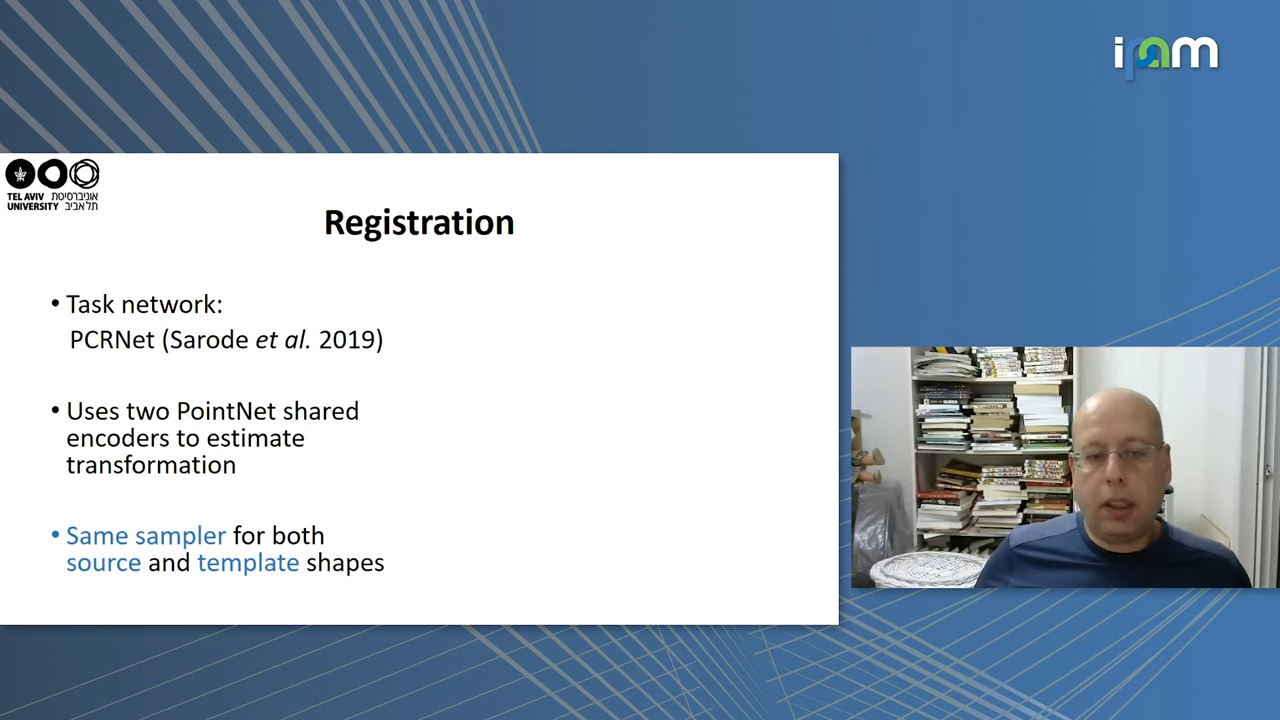 ipam
TEL AVIV אוניברסיטת
UNIVERSITY תל אביב
Registration
• Task network:
PCRNet (Sarode et al. 2019)
• Uses two PointNet shared
encoders to estimate
transformation
• Same sampler for both
source and template shapes